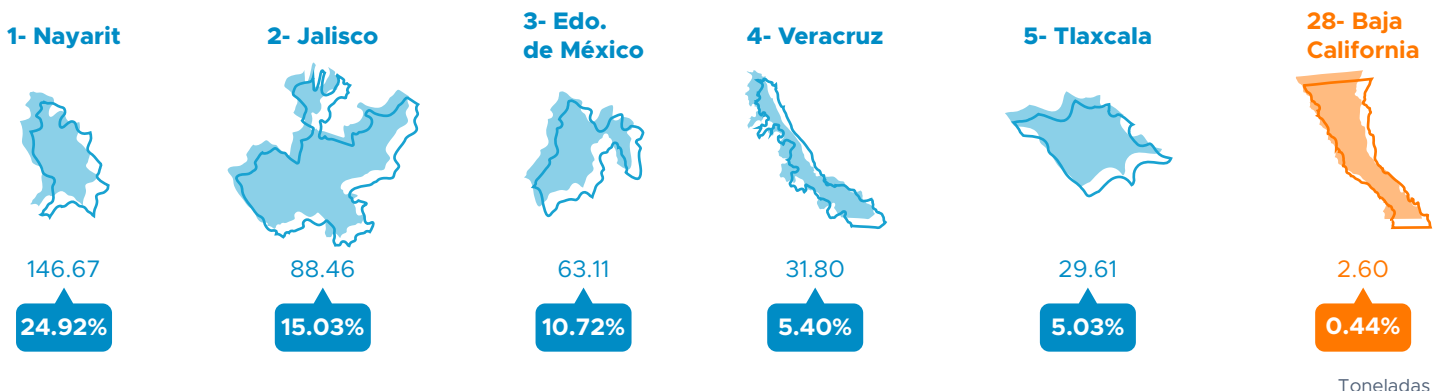 1- Nayarit
2- Jalisco
3- Edo.
de México
4- Veracruz
5- Tlaxcala
28- Baja
California
146.67
88.46
63.11
31.80
29.61
2.60
24.92%
15.03%
10.72%
5.40%
5.03%
0.44%
Toneladas